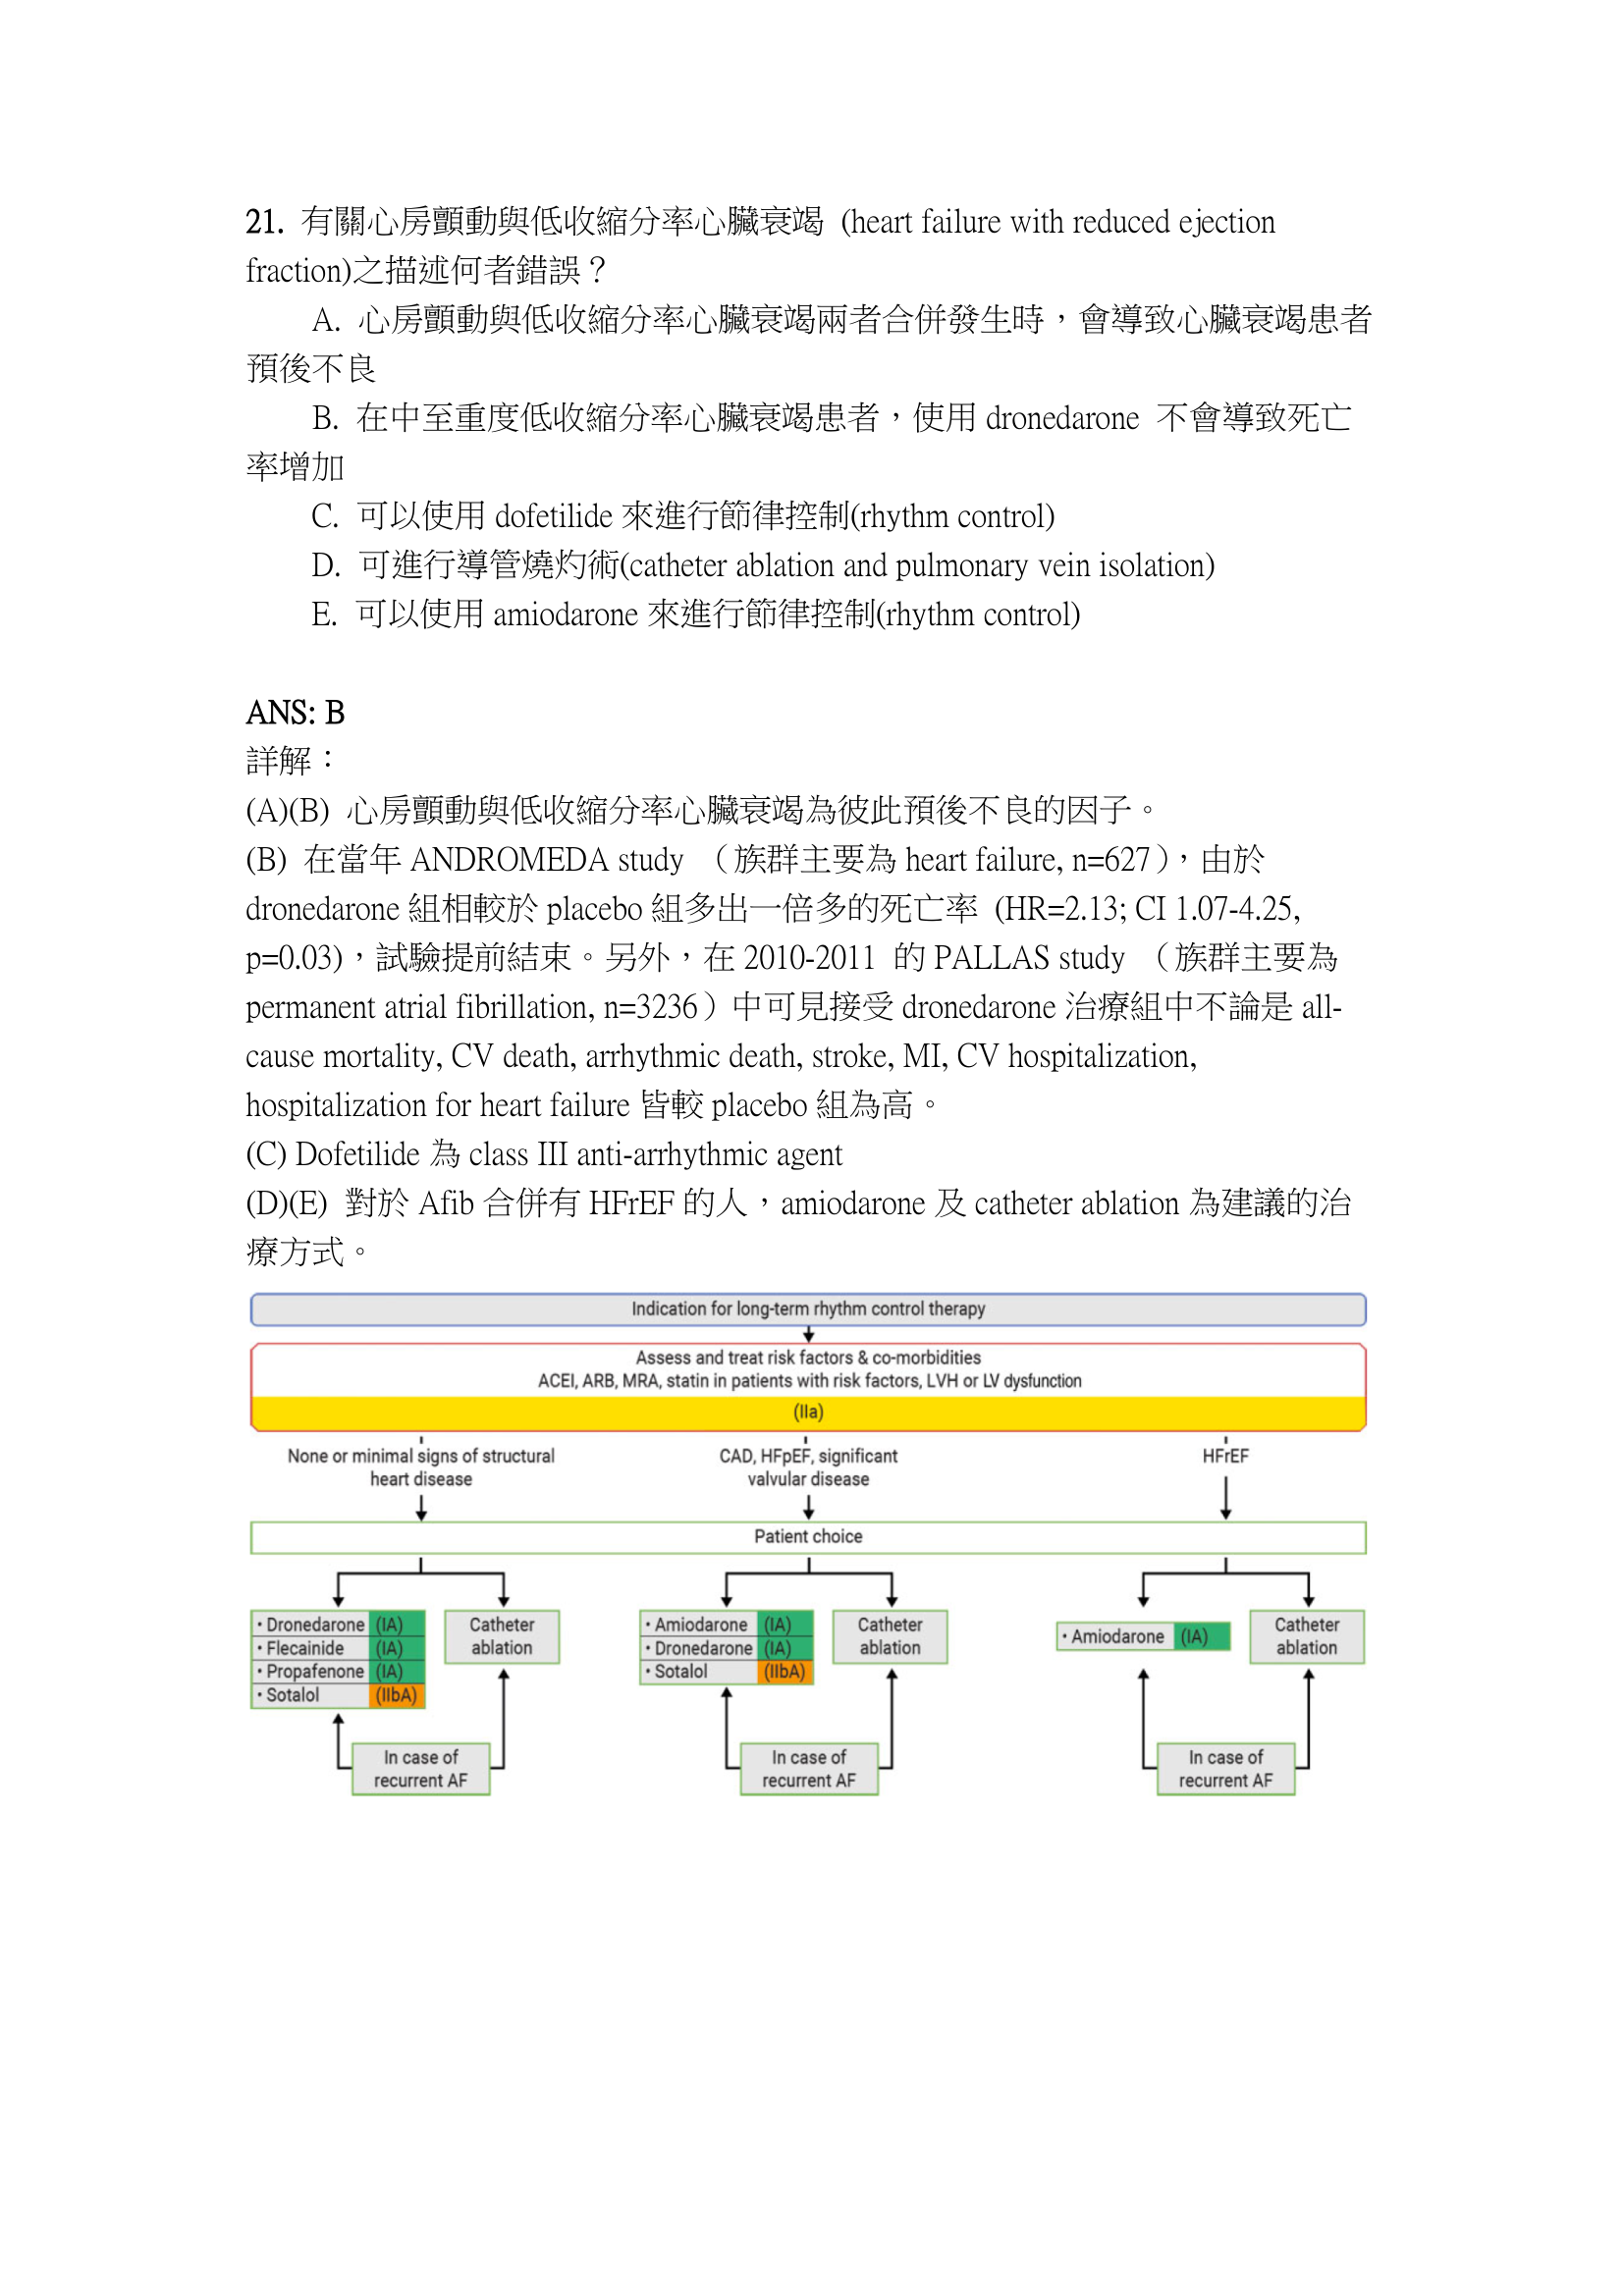 21. 有關心房顫動與低收縮分率心臟衰竭 (heart failure with reduced ejection
fraction)之描述何者錯誤？
A. 心房顫動與低收縮分率心臟衰竭兩者合併發生時，會導致心臟衰竭患者
預後不良
B. 在中至重度低收縮分率心臟衰竭患者，使用 dronedarone 不會導致死亡
率增加
C. 可以使用 dofetilide 來進行節律控制(rhythm control)
D. 可進行導管燒灼術(catheter ablation and pulmonary vein isolation)
E. 可以使用 amiodarone 來進行節律控制(rhythm control)
ANS: B
詳解：
(A)(B) 心房顫動與低收縮分率心臟衰竭為彼此預後不良的因子。
(B) 在當年 ANDROMEDA study （族群主要為 heart failure, n=627），由於
dronedarone 組相較於 placebo 組多出一倍多的死亡率 (HR=2.13; CI 1.07-4.25,
p=0.03)，試驗提前結束。另外，在 2010-2011 的 PALLAS study （族群主要為
permanent atrial fibrillation, n=3236）中可見接受 dronedarone 治療組中不論是 all-
cause mortality, CV death, arrhythmic death, stroke, MI, CV hospitalization,
hospitalization for heart failure 皆較 placebo 組為高。
(C) Dofetilide 為 class III anti-arrhythmic agent
(D)(E) 對於 Afib 合併有 HFrEF 的人，amiodarone 及 catheter ablation 為建議的治
療方式。
Indication for long-term rhythm control therapy
Assess and treat risk factors & co-morbidities
ACEI, ARB, MRA, statin in patients with risk factors, LVH or LV dysfunction
(IIa)
None or minimal signs of structural
heart disease
CAD, HFpEF, significant
valvular disease
HFrEF
Patient choice
• Dronedarone (IA)
• Flecainide (IA)
• Propafenone (IA)
• Sotalol (IIbA)
Catheter
ablation
• Amiodarone (IA)
• Dronedarone (IA)
• Sotalol (IIbA)
Catheter
ablation
• Amiodarone (IA)
Catheter
ablation
In case of
recurrent AF
In case of
recurrent AF
In case of
recurrent AF